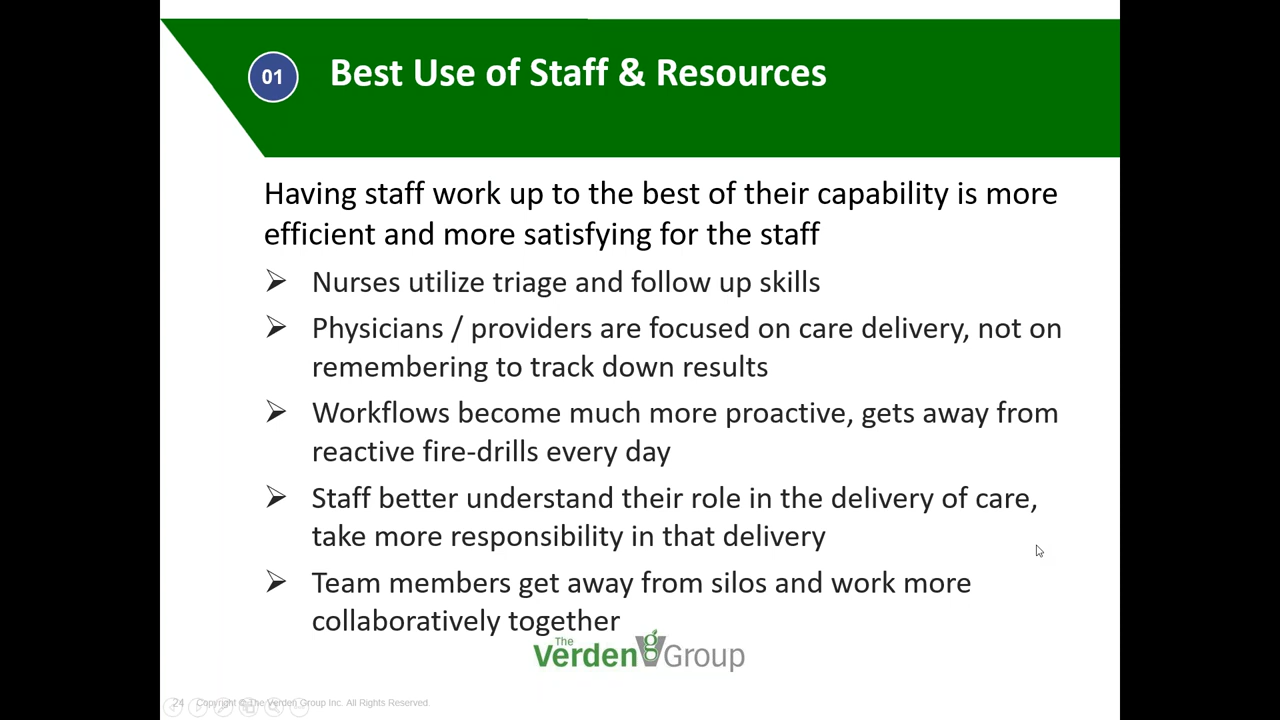 01
Best Use of Staff & Resources
Having staff work up to the best of their capability is more
efficient and more satisfying for the staff
Nurses utilize triage and follow up skills
Physicians / providers are focused on care delivery, not on
remembering to track down results
Workflows become much more proactive, gets away from
reactive fire-drills every day
Staff better understand their role in the delivery of care,
take more responsibility in that delivery
Team members get away from silos and work more
collaboratively together
The
Verden Group
24 Copyright © The Verden Group Inc. All Rights Reserved.